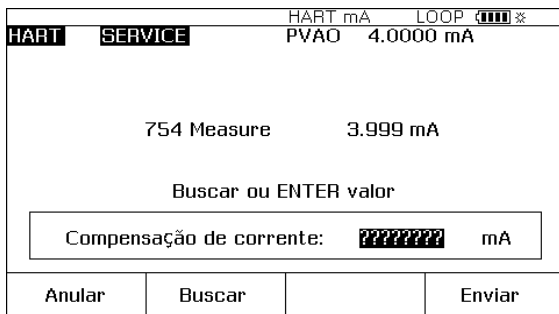 HART mA LOOP
HART SERVICE PVAO 4.0000 mA
754 Measure 3.999 mA
Buscar ou ENTER valor
Compensação de corrente: ???????? mA
Anular Buscar Enviar